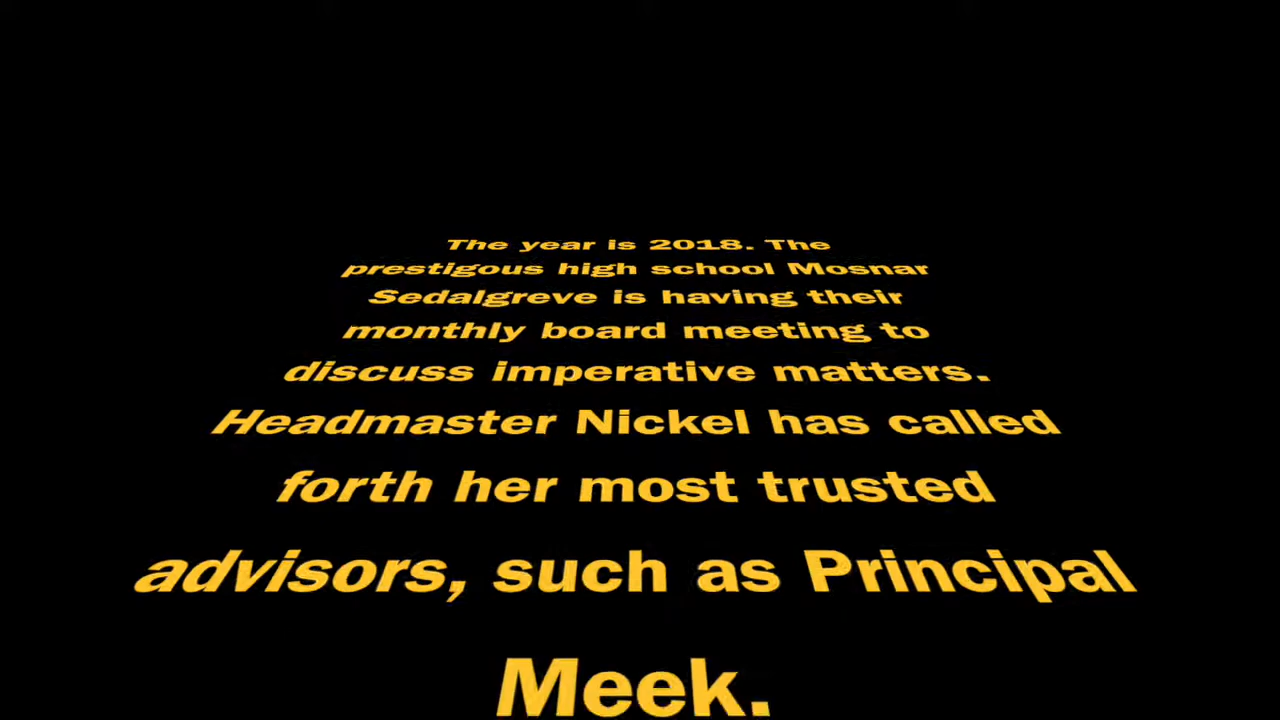 The year is 2018. The
prestigous high school Mosnar
Sedalgreve is having their
monthly board meeting to
discuss imperative matters.
Headmaster Nickel has called
forth her most trusted
advisors, such as Principal
Meek.